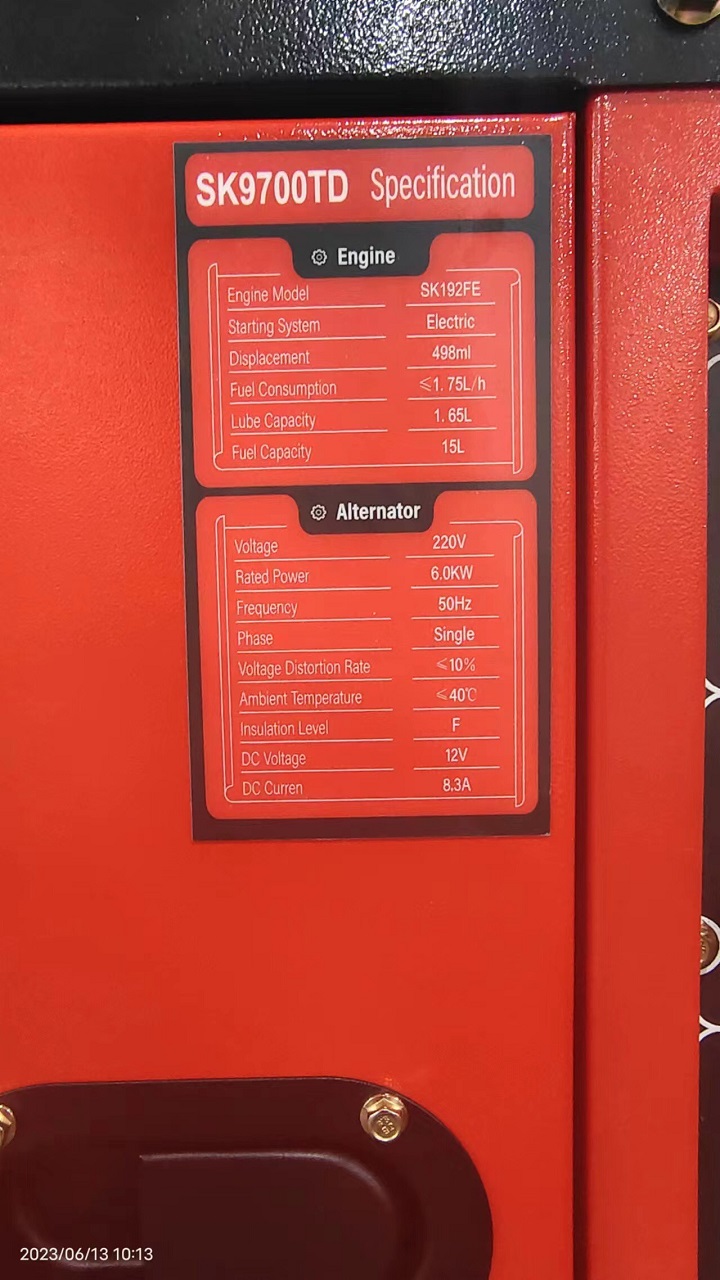 SK9700TD Specification
Engine
Engine Model SK192FE
Starting System Electric
Displacement 498ml
Fuel Consumption ≤1. 75L/h
Lube Capacity 1. 65L
Fuel Capacity 15L
Alternator
Voltage 220V
Rated Power 6.0KW
Frequency 50Hz
Phase Single
Voltage Distortion Rate ≤10%
Ambient Temperature ≤40℃
Insulation Level F
DC Voltage 12V
DC Curren 8.3A
2023/06/13 10:13